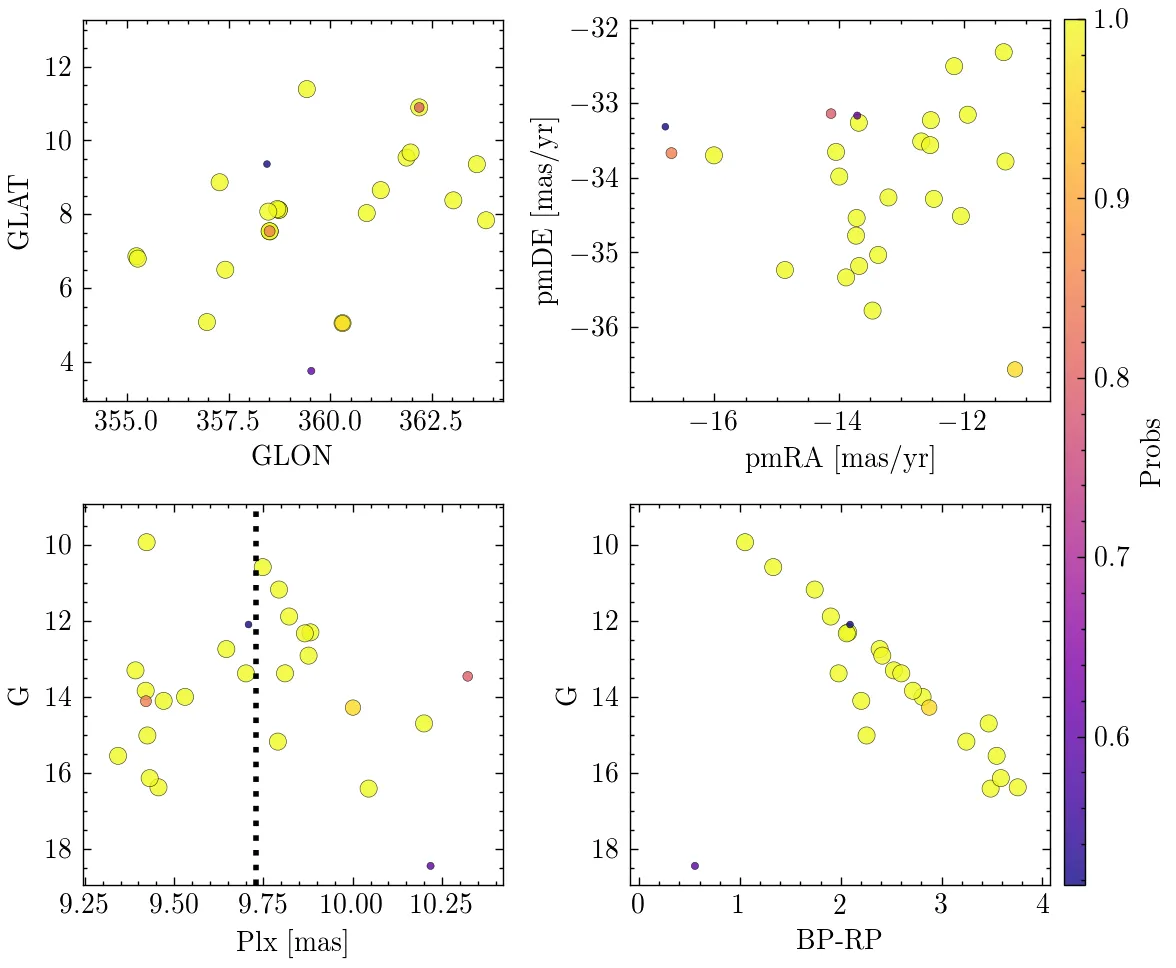 12
10
8
6
4
GLAT
355.0 357.5 360.0 362.5
GLON
−32
−33
−34
−35
−36
pmDE [mas/yr]
−16 −14 −12
pmRA [mas/yr]
1.0
0.9
0.8
0.7
0.6
Probs
10
12
14
16
18
G
9.25 9.50 9.75 10.00 10.25
Plx [mas]
10
12
14
16
18
G
0 1 2 3 4
BP-RP